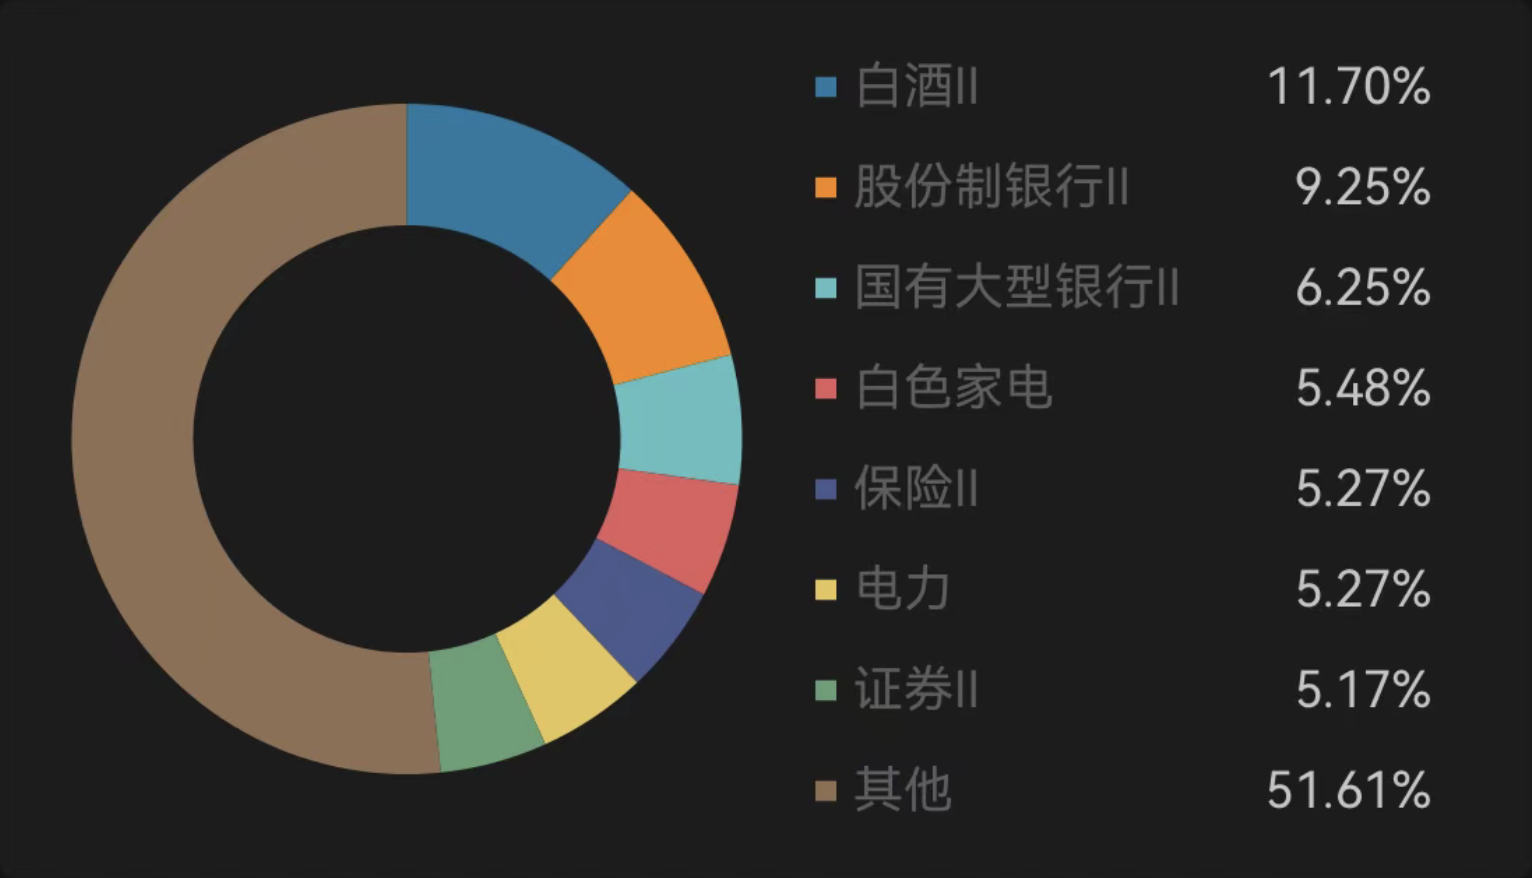 白酒II 11.70%
股份制银行II 9.25%
国有大型银行II 6.25%
白色家电 5.48%
保险II 5.27%
电力 5.27%
证券II 5.17%
其他 51.61%